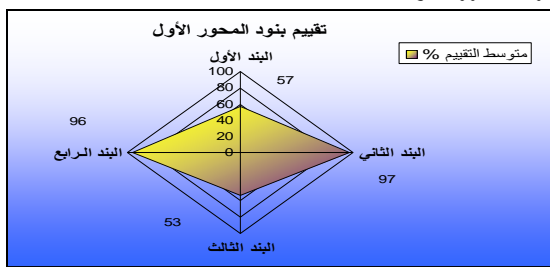 تقييم بنود المحور الأول
متوسط التقييم %
البند الأول
57
100
80
60
40
20
0
96
البند الرابع
البند الثاني
97
53
البند الثالث